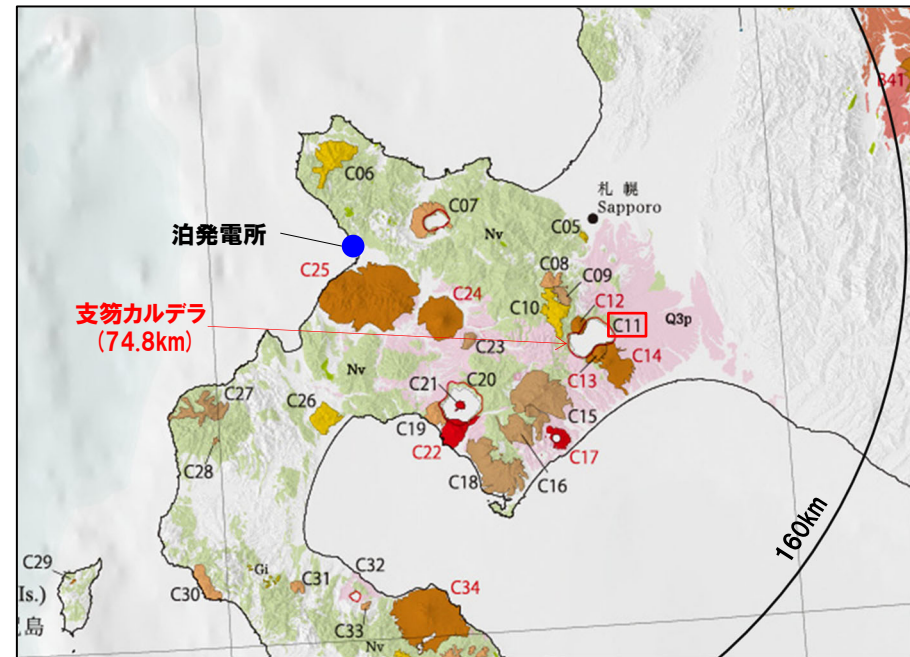 B41
C06
C07
札 幌
Sapporo
Nv
C05
泊発電所
C25
C08
C09
C24
C10
C12
支笏カルデラ
(74.8km)
C11
Q3p
C23
C14
Nv
C13
C21
C20
C27
C26
C15
C19
C22
C17
C28
C18
C16
160km
C29
C32
Gi
C31
C34
Is.)
C30
C33
島
Nv